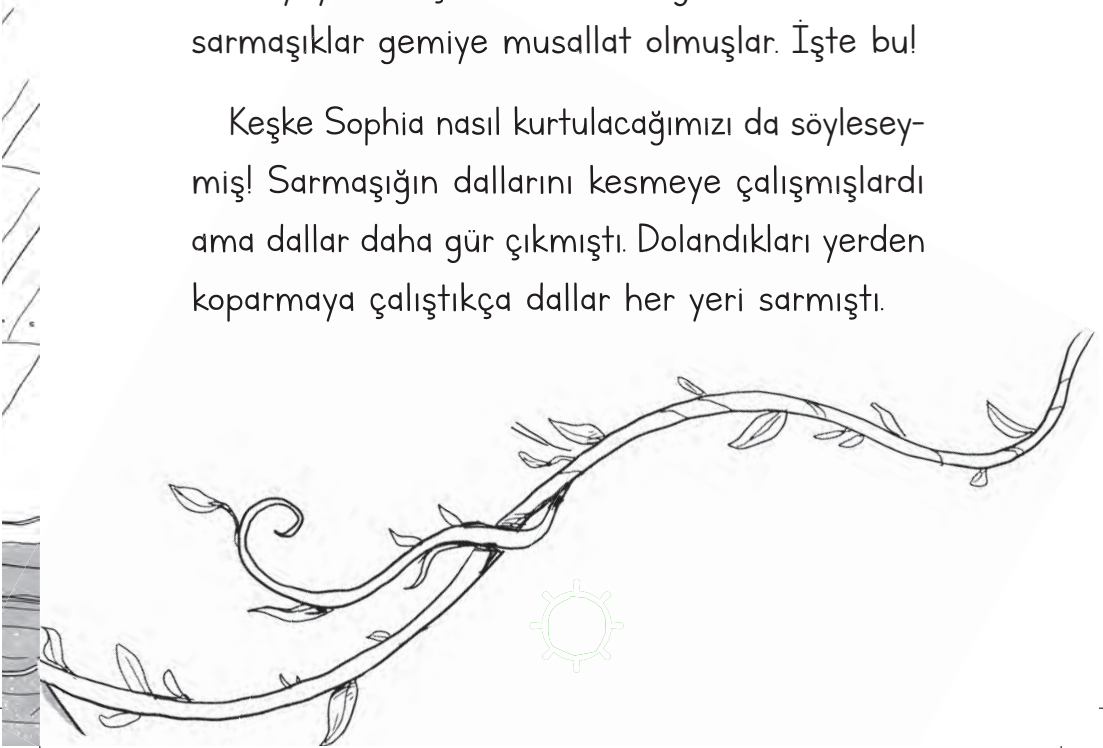 sarmaşıklar gemiye musallat olmuşlar. İşte bu!
Keşke Sophia nasıl kurtulacağımızı da söylesey-
miş! Sarmaşığın dallarını kesmeye çalışmışlardı
ama dallar daha gür çıkmıştı. Dolandıkları yerden
koparmaya çalıştıkça dallar her yeri sarmıştı.